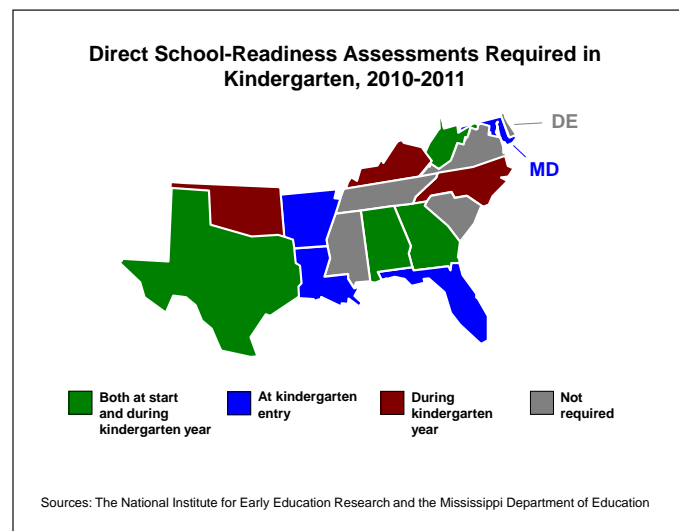 Direct School-Readiness Assessments Required in
Kindergarten, 2010-2011
DE
MD
Both at start
and during
kindergarten year
At kindergarten
entry
During
kindergarten
year
Not
required
Sources: The National Institute for Early Education Research and the Mississippi Department of Education